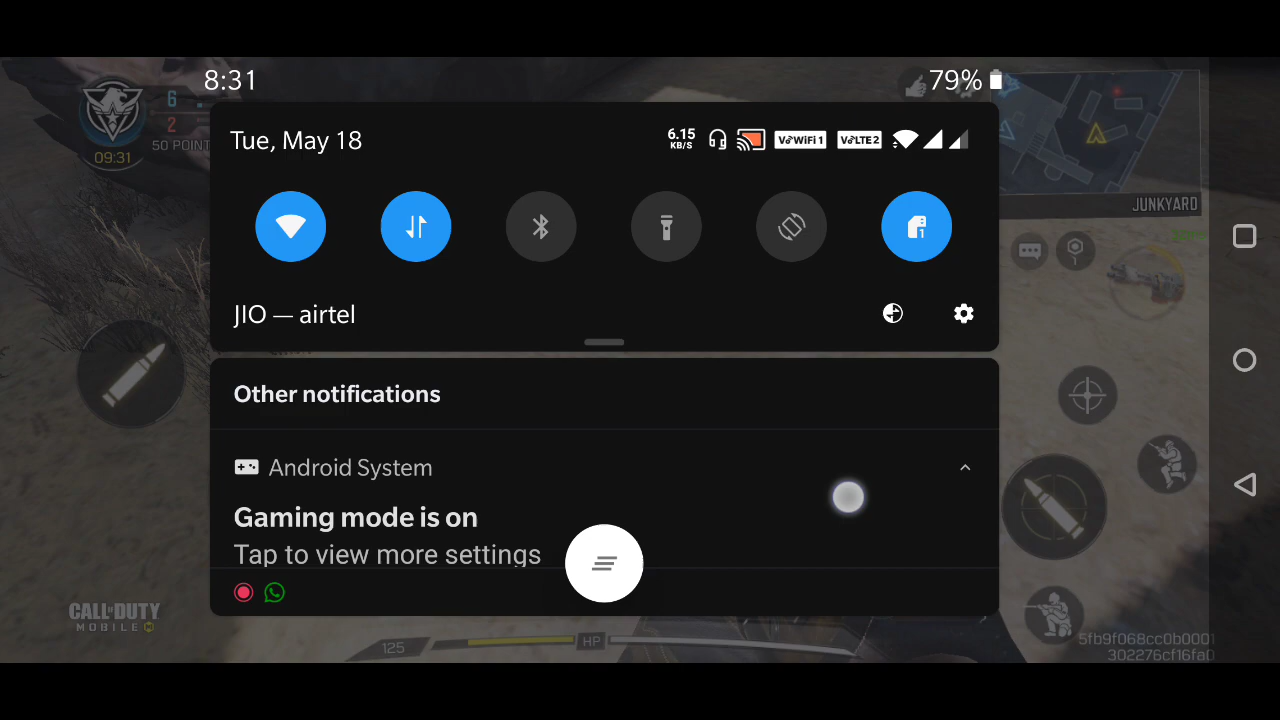 8:31
79%
6
2
50 POINT
09:31
Tue, May 18
6.15
KB/S
VoWiFi 1
VoLTE 2
JUNKYARD
1
1
JIO — airtel
Other notifications
Android System
Gaming mode is on
Tap to view more settings
CALL OF DUTY
MOBILE
125
HP
5fb9f068cc0b0001
302276cf16fa0